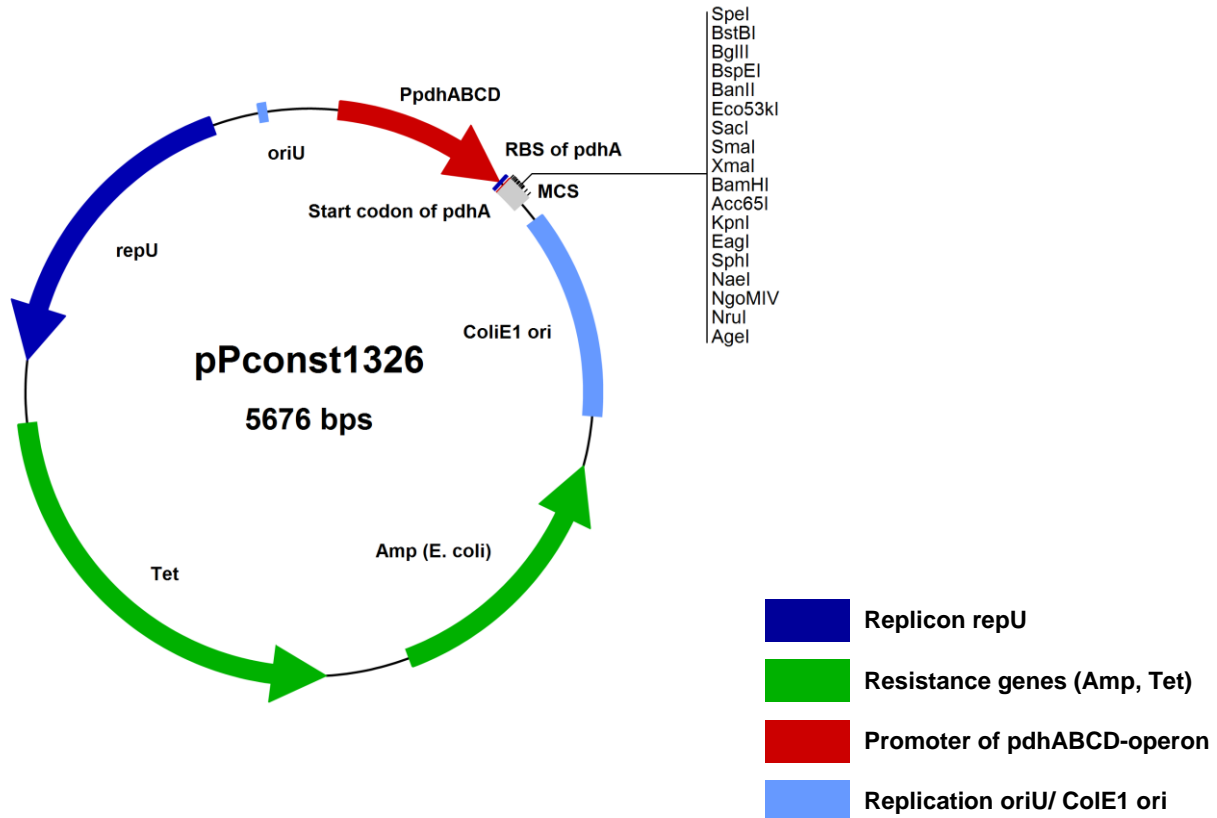 SpeI
BstBI
BglII
BspEI
BanII
Eco53kI
SacI
SmaI
XmaI
BamHI
Acc65I
KpnI
EagI
SphI
NaeI
NgoMIV
NruI
AgeI
PpdhABCD
oriU
RBS of pdhA
MCS
Start codon of pdhA
repU
ColiE1 ori
pPconst1326
5676 bps
Amp (E. coli)
Tet
Replicon repU
Resistance genes (Amp, Tet)
Promoter of pdhABCD-operon
Replication oriU/ ColE1 ori